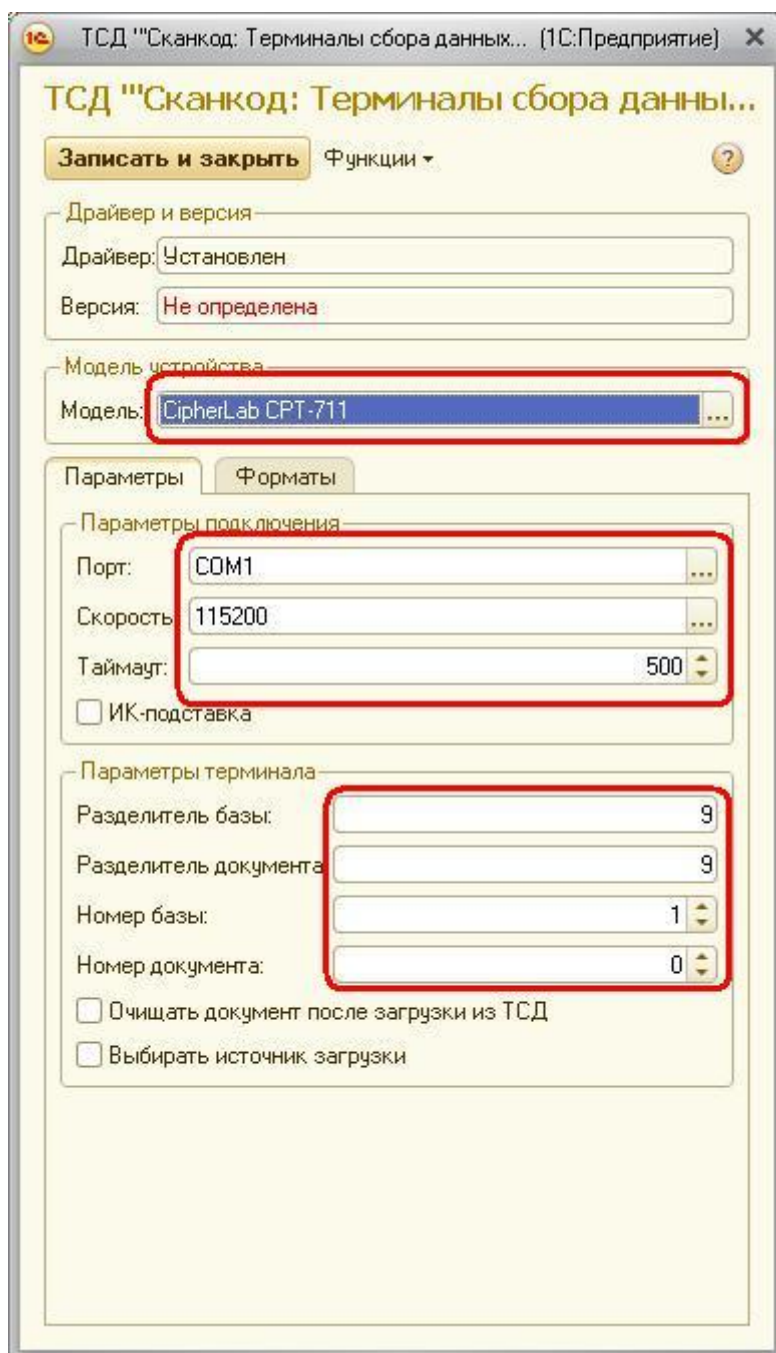 1С ТСД '"Сканкод: Терминалы сбора данных... (1С:Предприятие)
ТСД '"Сканкод: Терминалы сбора данны...
Записать и закрыть Функции ?
Драйвер и версия
Драйвер: Установлен
Версия: Не определена
Модель устройства
Модель: CipherLab CPT-711 ...
Параметры Форматы
Параметры подключения
Порт: COM1 ...
Скорость 115200 ...
Таймаут: 500
ИК-подставка
Параметры терминала
Разделитель базы: 9
Разделитель документа 9
Номер базы: 1
Номер документа: 0
Очищать документ после загрузки из ТСД
Выбирать источник загрузки